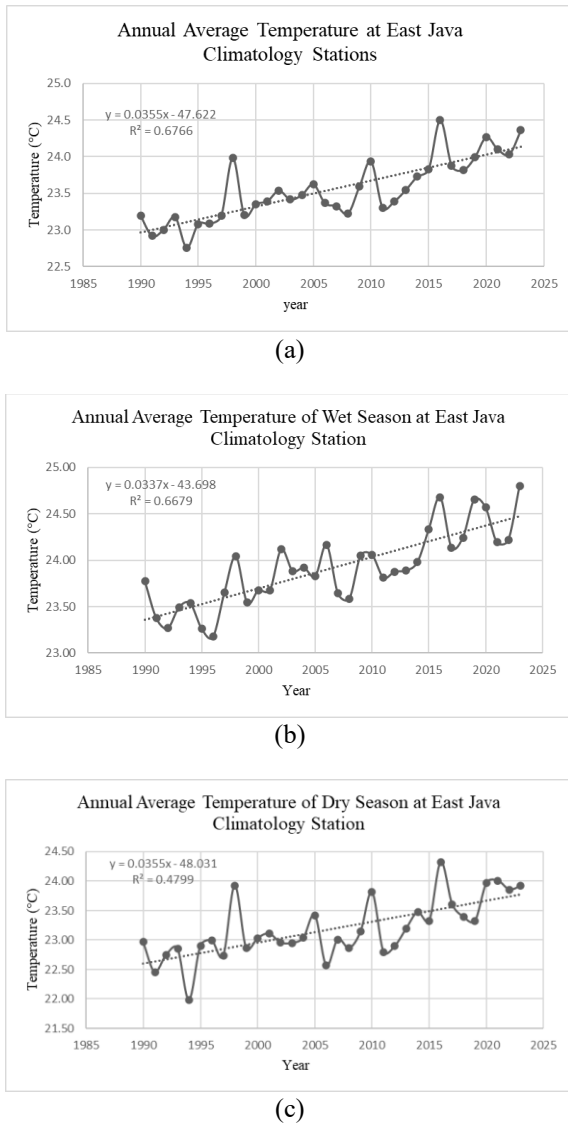 Annual Average Temperature at East Java
Climatology Stations
25.0
24.5
24.0
23.5
23.0
22.5
Temperature (°C)
y = 0.0355x - 47.622
R² = 0.6766
1985 1990 1995 2000 2005 2010 2015 2020 2025
year
(a)
Annual Average Temperature of Wet Season at East Java
Climatology Station
25.00
24.50
24.00
23.50
23.00
Temperature (°C)
y = 0.0337x - 43.698
R² = 0.6679
1985 1990 1995 2000 2005 2010 2015 2020 2025
Year
(b)
Annual Average Temperature of Dry Season at East Java
Climatology Station
24.50
24.00
23.50
23.00
22.50
22.00
21.50
Temperature (°C)
y = 0.0355x - 48.031
R² = 0.4799
1985 1990 1995 2000 2005 2010 2015 2020 2025
Year
(c)